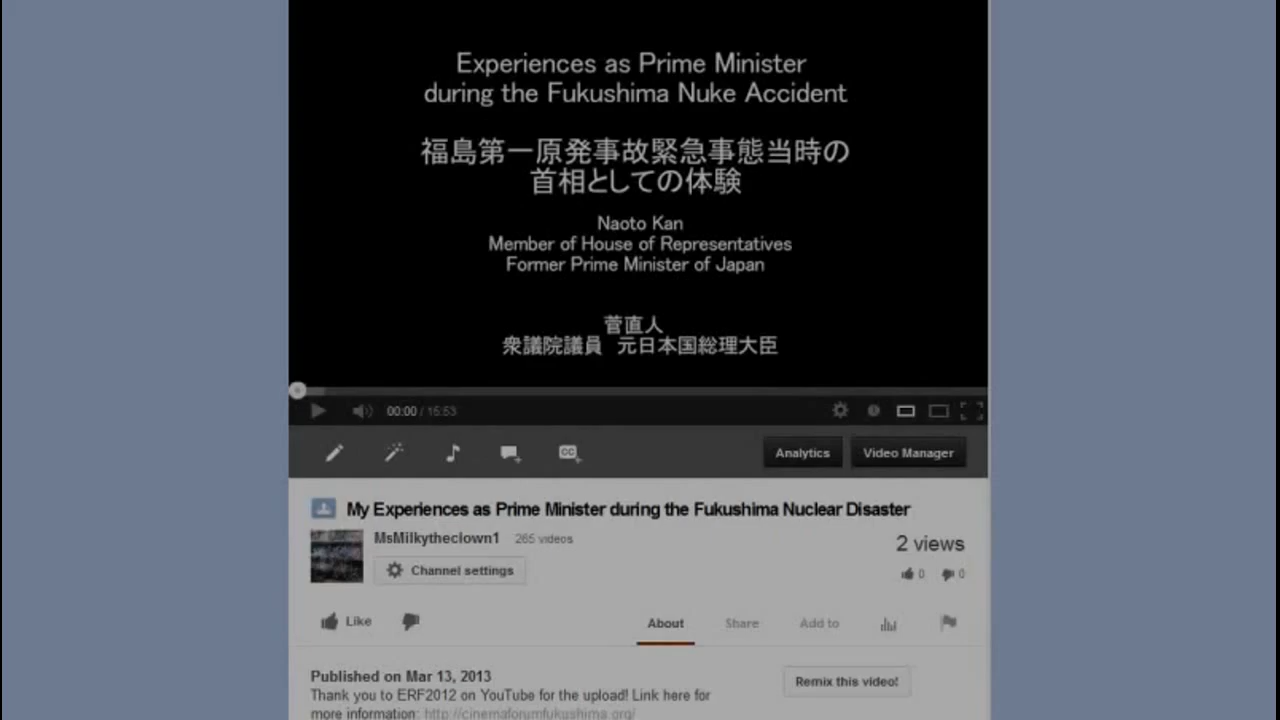 Experiences as Prime Minister
during the Fukushima Nuke Accident
福島第一原発事故緊急事態当時の
首相としての体験
Naoto Kan
Member of House of Representatives
Former Prime Minister of Japan
菅直人
衆議院議員 元日本国総理大臣
00:00 / 15:53
CC
Analytics
Video Manager
My Experiences as Prime Minister during the Fukushima Nuclear Disaster
MsMilkytheclown1 265 videos
2 views
Channel settings
0 0
Like
About Share Add to
Published on Mar 13, 2013
Remix this video!
Thank you to ERF2012 on YouTube for the upload! Link here for
more information: http://cinemaforumfukushima.org/